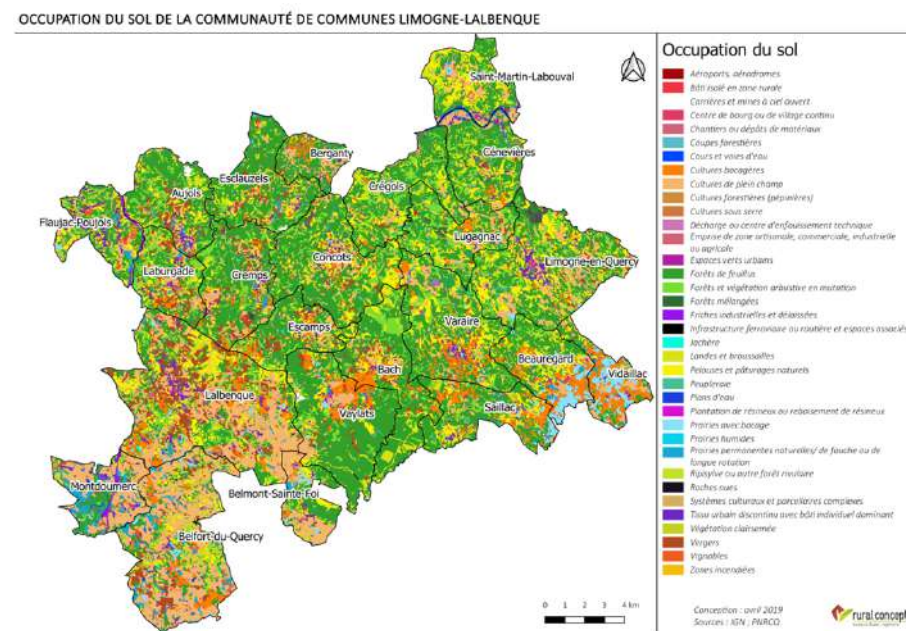 OCCUPATION DU SOL DE LA COMMUNAUTÉ DE COMMUNES LIMOGNE-LALBENQUE
Saint-Martin-Labouval
Cénevières
Berganty
Esclauzels
Crégols
Aujols
Flaujac-Poujols
Lugagnac
Limogne-en-Quercy
Laburgade
Cremps
Concots
Escamps
Varaire
Beauregard
Bach
Vidaillac
Lalbenque
Vaylats
Saillac
Montdoumerc
Belmont-Sainte-Foi
Belfort-du-Quercy
Occupation du sol
Aéroports, aérodromes
Bâti isolé en zone rurale
Carrières et mines à ciel ouvert
Centre de bourg ou de village continu
Chantiers ou dépôts de matériaux
Coupes forestières
Cours et voies d'eau
Cultures bocagères
Cultures de plein champ
Cultures forestières (pépinières)
Cultures sous serre
Décharge ou centre d'enfouissement technique
Emprise de zone artisanale, commerciale, industrielle
ou agricole
Espaces verts urbains
Forêts de feuillus
Forêts et végétation arbustive en mutation
Forêts mélangées
Friches industrielles et délaissées
Infrastructure ferroviaire ou routière et espaces associés
Jachère
Landes et broussailles
Pelouses et pâturages naturels
Peupleraie
Plans d'eau
Plantation de résineux ou reboisement de résineux
Prairies avec bocage
Prairies humides
Prairies permanentes naturelles/ de fauche ou de
longue rotation
Ripisylve ou autre forêt rivulaire
Roches nues
Systèmes culturaux et parcellaires complexes
Tissu urbain discontinu avec bâti individuel dominant
Végétation clairsemée
Vergers
Vignobles
Zones incendiées
0 1 2 3 4 km
Conception : avril 2019
Sources : IGN ; PNRCQ
rural concept